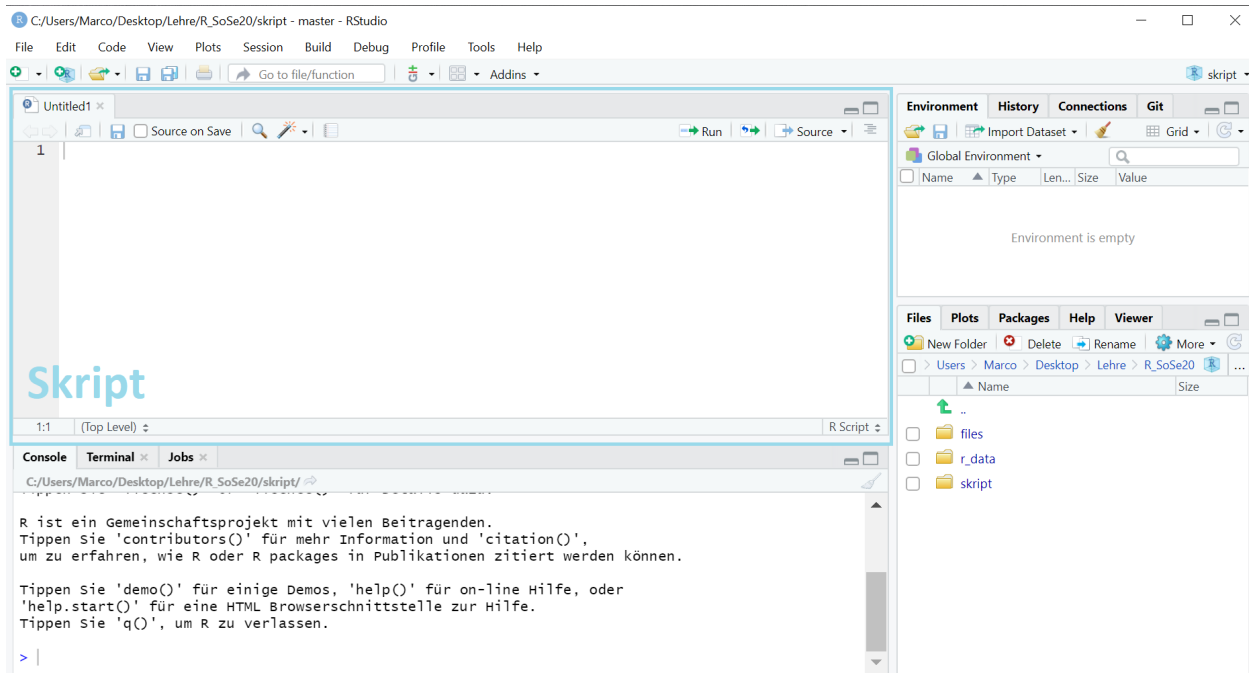 C:/Users/Marco/Desktop/Lehre/R_SoSe20/skript - master - RStudio
File Edit Code View Plots Session Build Debug Profile Tools Help
Go to file/function Addins skript
Untitled1
Source on Save Run Source
1
Skript
1:1 (Top Level) R Script
Console Terminal Jobs
C:/Users/Marco/Desktop/Lehre/R_SoSe20/skript/
R ist ein Gemeinschaftsprojekt mit vielen Beitragenden.
Tippen Sie 'contributors()' für mehr Information und 'citation()',
um zu erfahren, wie R oder R packages in Publikationen zitiert werden können.
Tippen Sie 'demo()' für einige Demos, 'help()' für on-line Hilfe, oder
'help.start()' für eine HTML Browserschnittstelle zur Hilfe.
Tippen Sie 'q()', um R zu verlassen.
>
Environment History Connections Git
Import Dataset Grid
Global Environment
Name Type Len... Size Value
Environment is empty
Files Plots Packages Help Viewer
New Folder Delete Rename More
> Users > Marco > Desktop > Lehre > R_SoSe20 ...
Name Size
..
files
r_data
skript